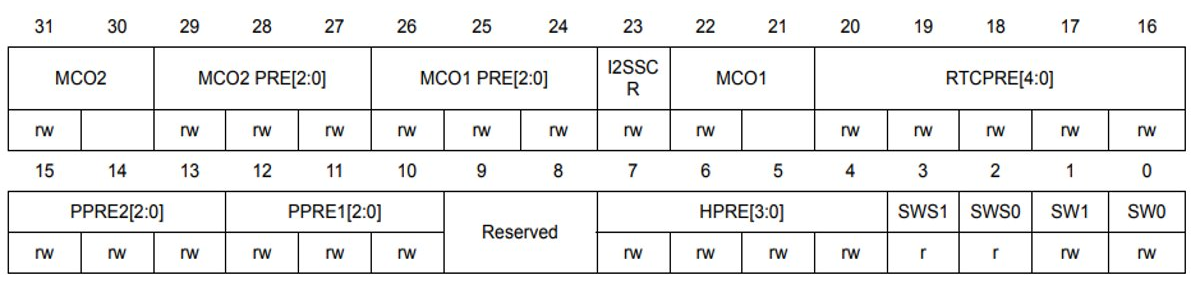 31 30 29 28 27 26 25 24 23 22 21 20 19 18 17 16
MCO2 MCO2 PRE[2:0] MCO1 PRE[2:0] I2SSC
R MCO1 RTCPRE[4:0]
rw rw rw rw rw rw rw rw rw rw rw rw rw rw
15 14 13 12 11 10 9 8 7 6 5 4 3 2 1 0
PPRE2[2:0] PPRE1[2:0] Reserved HPRE[3:0] SWS1 SWS0 SW1 SW0
rw rw rw rw rw rw rw rw rw rw r r rw rw